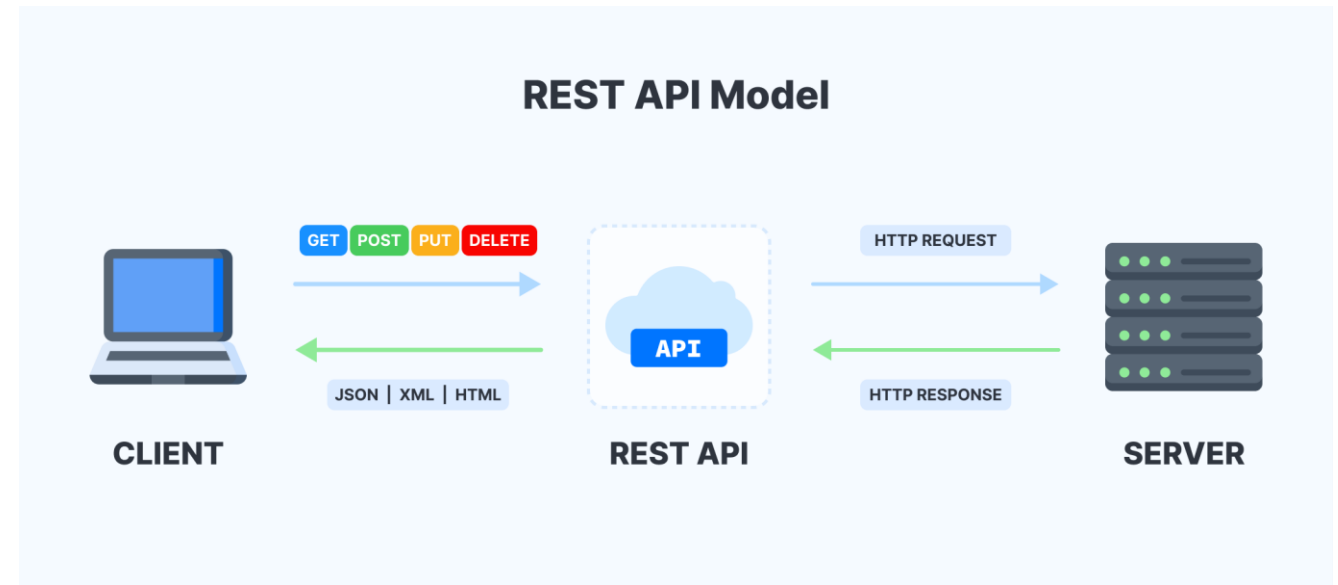 REST API Model
GET POST PUT DELETE
HTTP REQUEST
API
JSON | XML | HTML
HTTP RESPONSE
CLIENT
REST API
SERVER